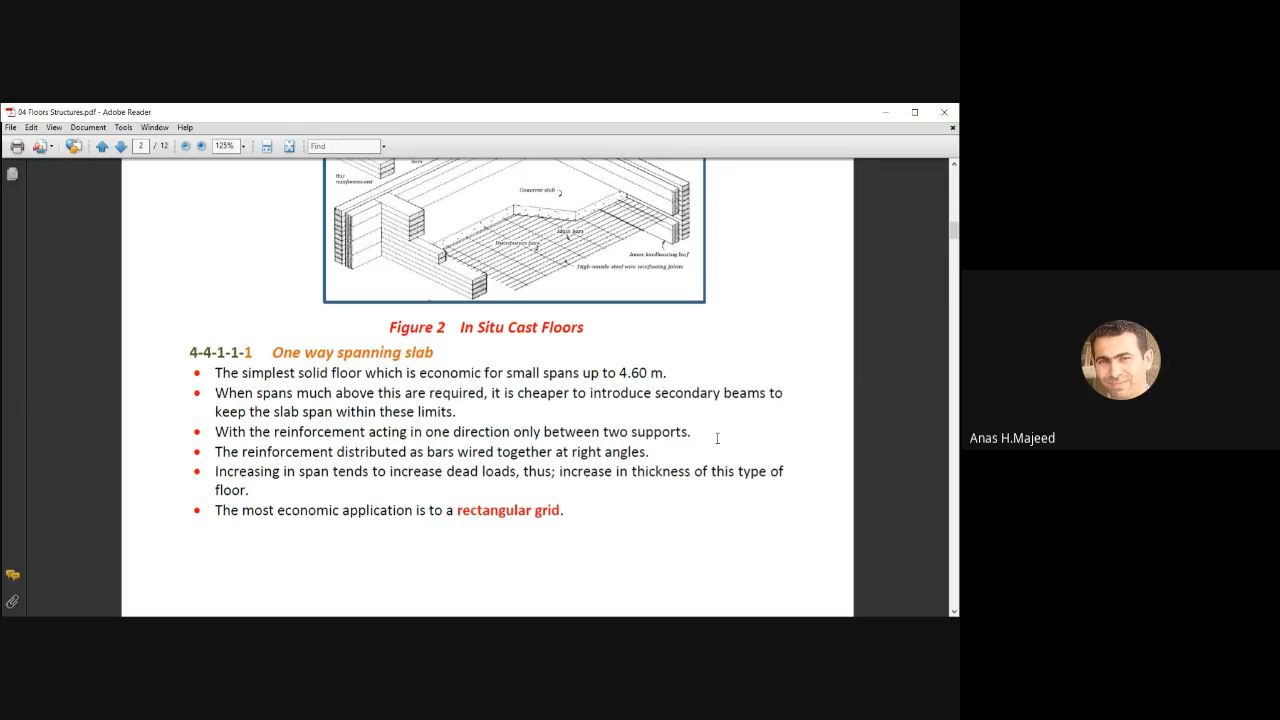 04 Floors Structures.pdf - Adobe Reader
File Edit View Document Tools Window Help
2 / 12 125% Find
bars
Bar
reinforcement
Concrete slab
Main bars
Distribution bars
Inner loadbearing leaf
High-tensile steel wire reinforcing fabric
Figure 2 In Situ Cast Floors
4-4-1-1-1 One way spanning slab
• The simplest solid floor which is economic for small spans up to 4.60 m.
• When spans much above this are required, it is cheaper to introduce secondary beams to
keep the slab span within these limits.
• With the reinforcement acting in one direction only between two supports.
• The reinforcement distributed as bars wired together at right angles.
• Increasing in span tends to increase dead loads, thus; increase in thickness of this type of
floor.
• The most economic application is to a rectangular grid.
Anas H.Majeed